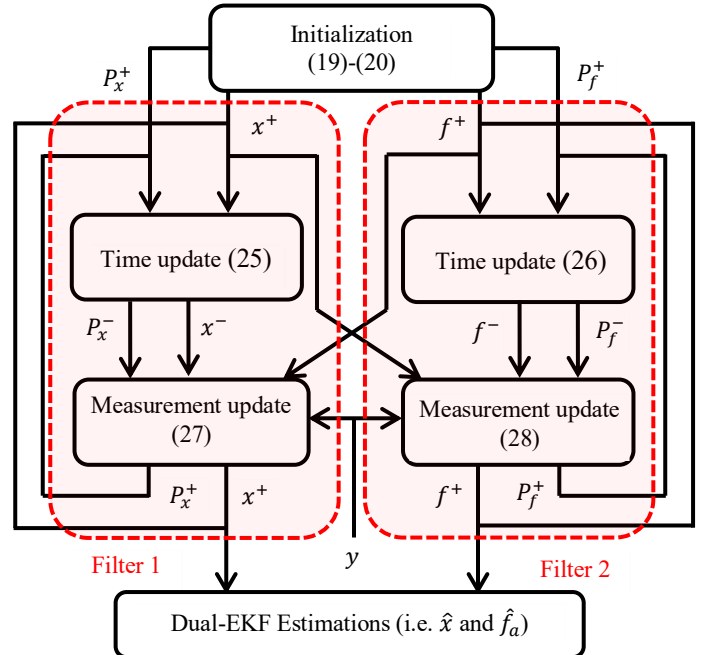 Initialization
(19)-(20)
P_x^+
P_f^+
x^+
f^+
Time update (25)
Time update (26)
P_x^-
x^-
f^-
P_f^-
Measurement update
(27)
Measurement update
(28)
P_x^+
x^+
f^+
P_f^+
y
Filter 1
Filter 2
Dual-EKF Estimations (i.e. x̂ and f̂_a)